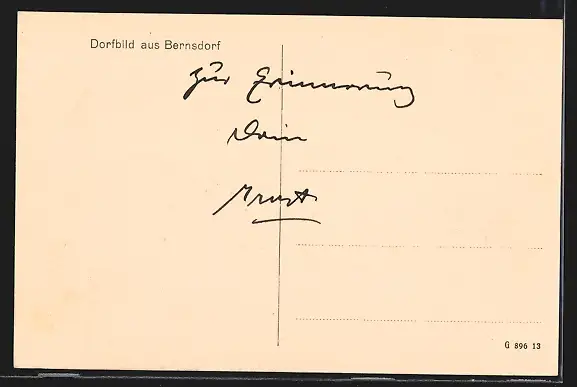 Dorfbild aus Bernsdorf
Zur Erinnerung
Dein
Ernst
G 896 13